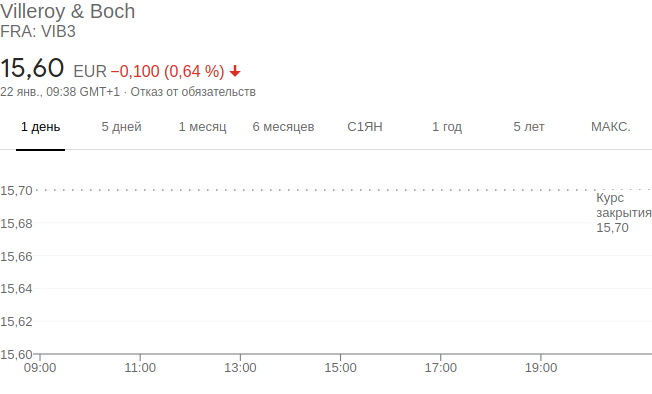 Villeroy & Boch
FRA: VIB3
15,60 EUR −0,100 (0,64 %)
22 янв., 09:38 GMT+1 · Отказ от обязательств
1 день 5 дней 1 месяц 6 месяцев С1ЯН 1 год 5 лет МАКС.
15,70
Курс
закрытия
15,70
15,68
15,66
15,64
15,62
15,60
09:00 11:00 13:00 15:00 17:00 19:00